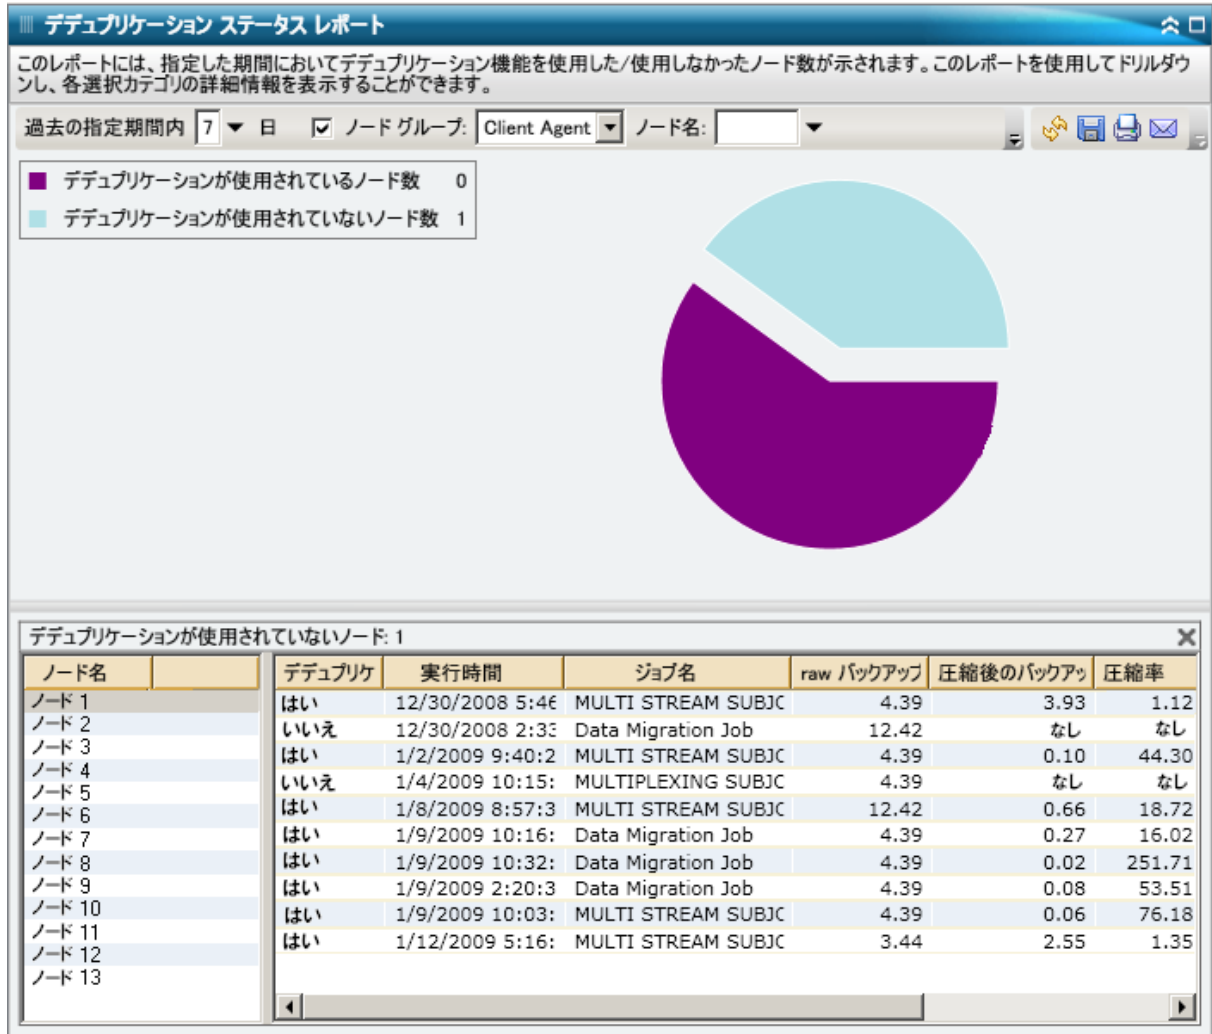 デデュプリケーション ステータス レポート
このレポートには、指定した期間においてデデュプリケーション機能を使用した/使用しなかったノード数が示されます。このレポートを使用してドリルダウ
ンし、各選択カテゴリの詳細情報を表示することができます。
過去の指定期間内 7 日 ノード グループ: Client Agent ノード名:
デデュプリケーションが使用されているノード数 0
デデュプリケーションが使用されていないノード数 1
デデュプリケーションが使用されていないノード: 1
ノード名
ノード 1
ノード 2
ノード 3
ノード 4
ノード 5
ノード 6
ノード 7
ノード 8
ノード 9
ノード 10
ノード 11
ノード 12
ノード 13
デデュプリケ 実行時間 ジョブ名 raw バックアップ 圧縮後のバックアッ 圧縮率
はい 12/30/2008 5:46 MULTI STREAM SUBJC 4.39 3.93 1.12
いいえ 12/30/2008 2:33 Data Migration Job 12.42 なし なし
はい 1/2/2009 9:40:2 MULTI STREAM SUBJC 4.39 0.10 44.30
いいえ 1/4/2009 10:15: MULTIPLEXING SUBJC 4.39 なし なし
はい 1/8/2009 8:57:3 MULTI STREAM SUBJC 12.42 0.66 18.72
はい 1/9/2009 10:16: Data Migration Job 4.39 0.27 16.02
はい 1/9/2009 10:32: Data Migration Job 4.39 0.02 251.71
はい 1/9/2009 2:20:3 Data Migration Job 4.39 0.08 53.51
はい 1/9/2009 10:03: MULTI STREAM SUBJC 4.39 0.06 76.18
はい 1/12/2009 5:16: MULTI STREAM SUBJC 3.44 2.55 1.35